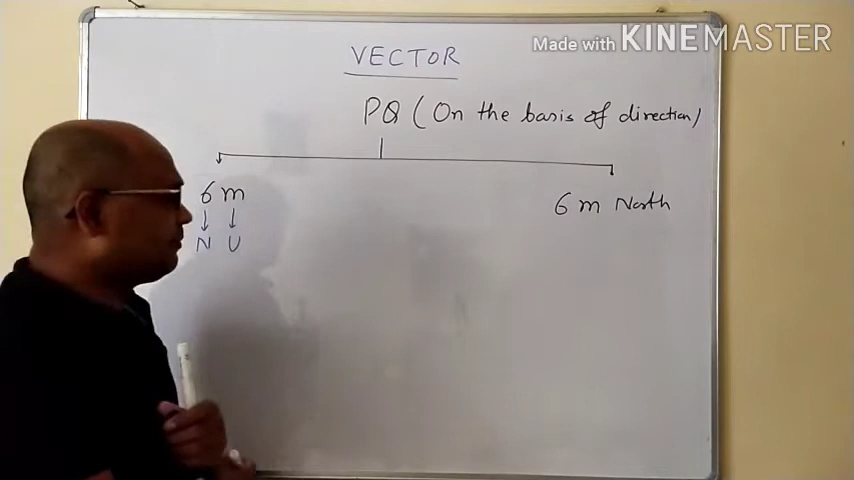 Made with KINEMASTER
VECTOR
PQ (On the basis of direction)
6 m
6 m North
N U